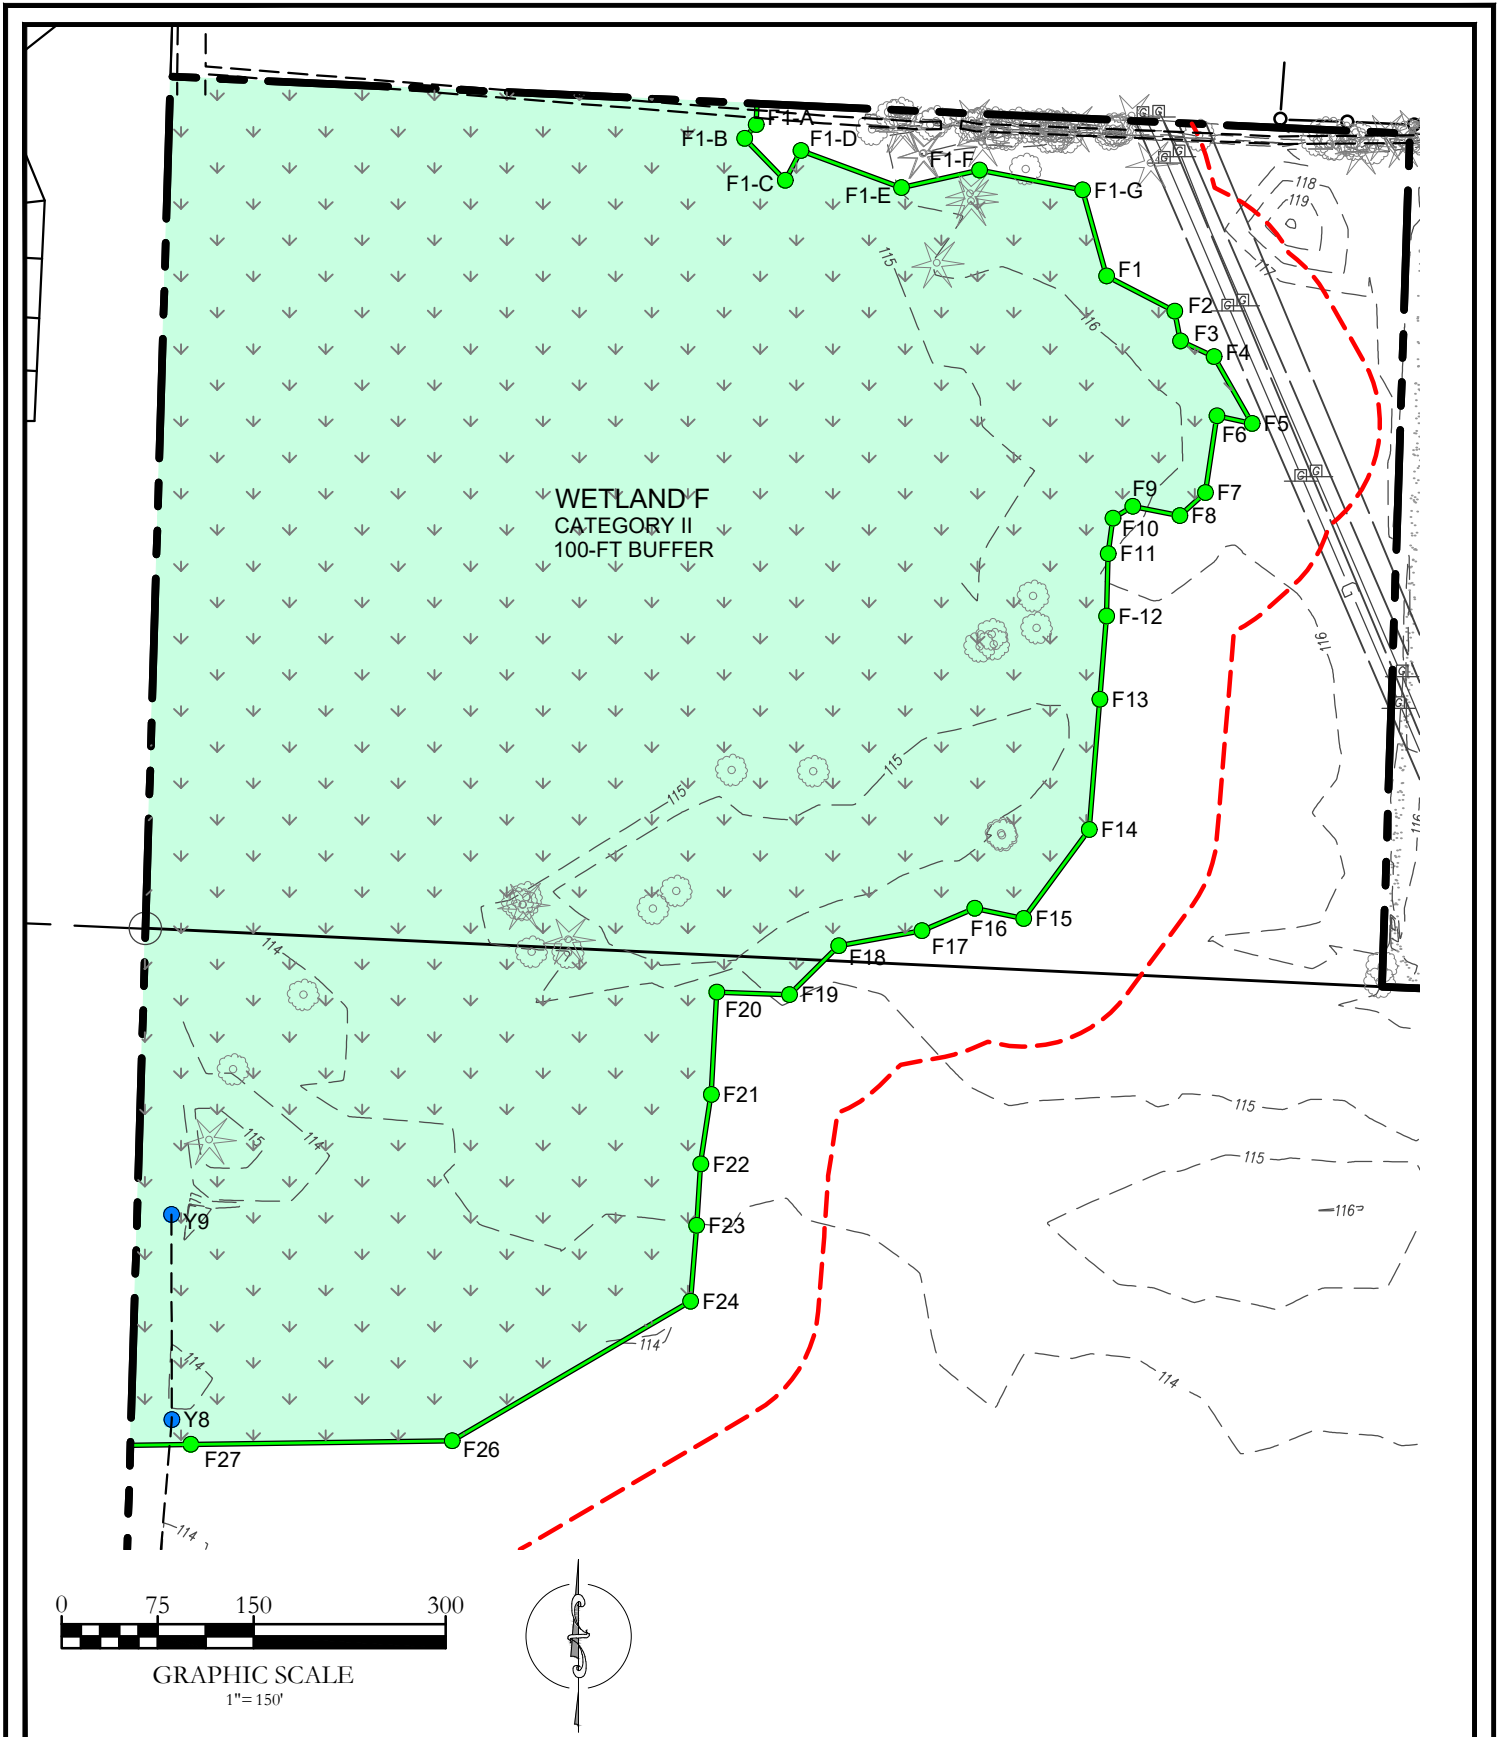 F1-A
F1-B
F1-D
F1-C
F1-F
F1-E
F1-G
G
G
G
G
118
119
117
115
116
F1
F2
G
G
F3
F4
F5
F6
G
G
WETLAND F
CATEGORY II
100-FT BUFFER
F7
F9
F8
F10
F11
G
F-12
116
F13
G
G
115
115
F14
116
F15
F16
F17
F18
114
F20
F19
F21
115
115
114
115
F22
116
Y9
F23
F24
114
114
114
Y8
F27
F26
114
0 75 150 300
GRAPHIC SCALE
1"= 150'